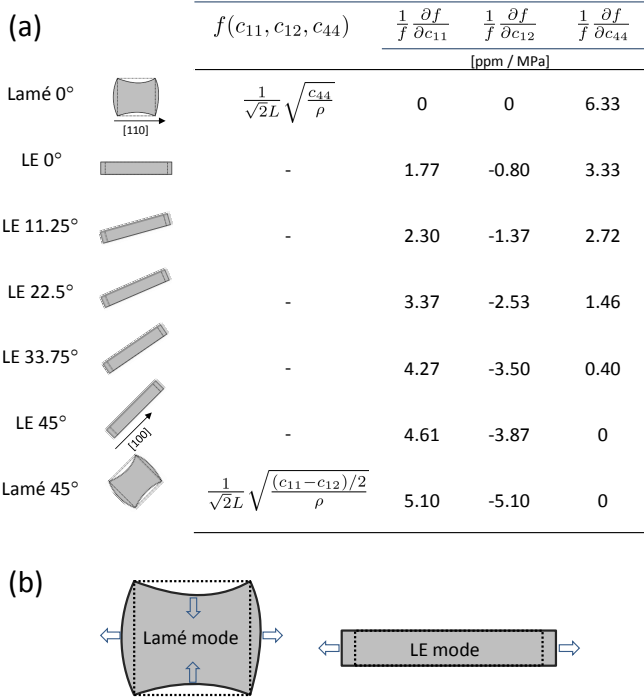 (a)
f(c₁₁, c₁₂, c₄₄) 1/f ∂f/∂c₁₁ 1/f ∂f/∂c₁₂ 1/f ∂f/∂c₄₄
[ppm / MPa]
Lamé 0° 1/(√2L) √(c₄₄/ρ) 0 0 6.33
[110]
LE 0° - 1.77 -0.80 3.33
LE 11.25° - 2.30 -1.37 2.72
LE 22.5° - 3.37 -2.53 1.46
LE 33.75° - 4.27 -3.50 0.40
LE 45° - 4.61 -3.87 0
[100]
Lamé 45° 1/(√2L) √((c₁₁−c₁₂)/2/ρ) 5.10 -5.10 0
(b)
Lamé mode LE mode